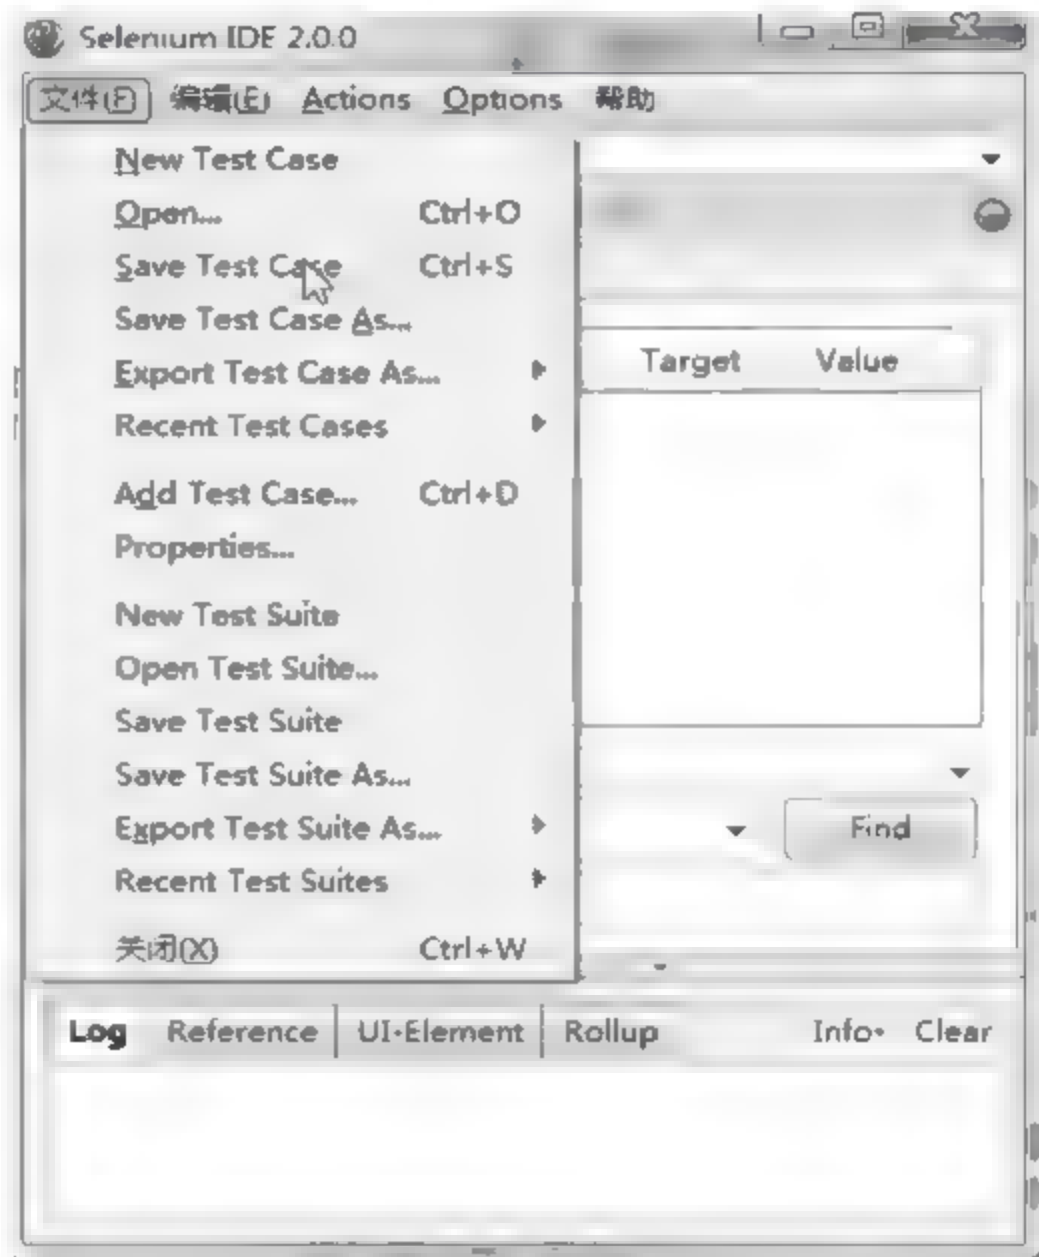 Selenium IDE 2.0.0
文件(F) 编辑(E) Actions Options 帮助
New Test Case
Open... Ctrl+O
Save Test Case Ctrl+S
Save Test Case As...
Target Value
Export Test Case As...
Recent Test Cases
Add Test Case... Ctrl+D
Properties...
New Test Suite
Open Test Suite...
Save Test Suite
Save Test Suite As...
Export Test Suite As... Find
Recent Test Suites
关闭(X) Ctrl+W
Log Reference UI-Element Rollup Info Clear